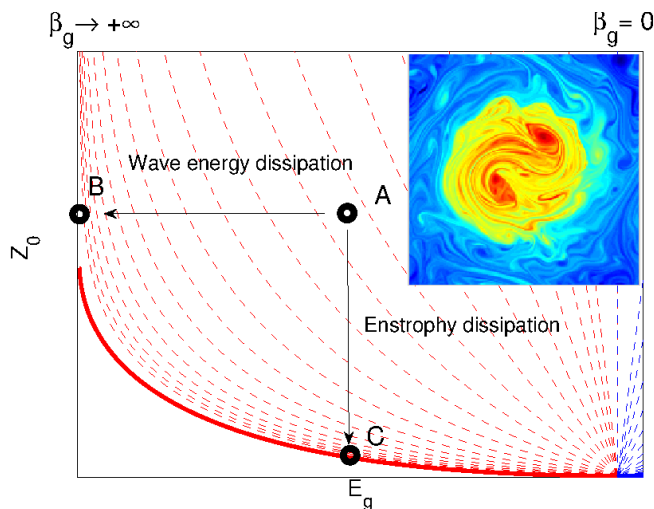 β_g → +∞
β_g = 0
Wave energy dissipation
B
A
Z_0
Enstrophy dissipation
C
E_g